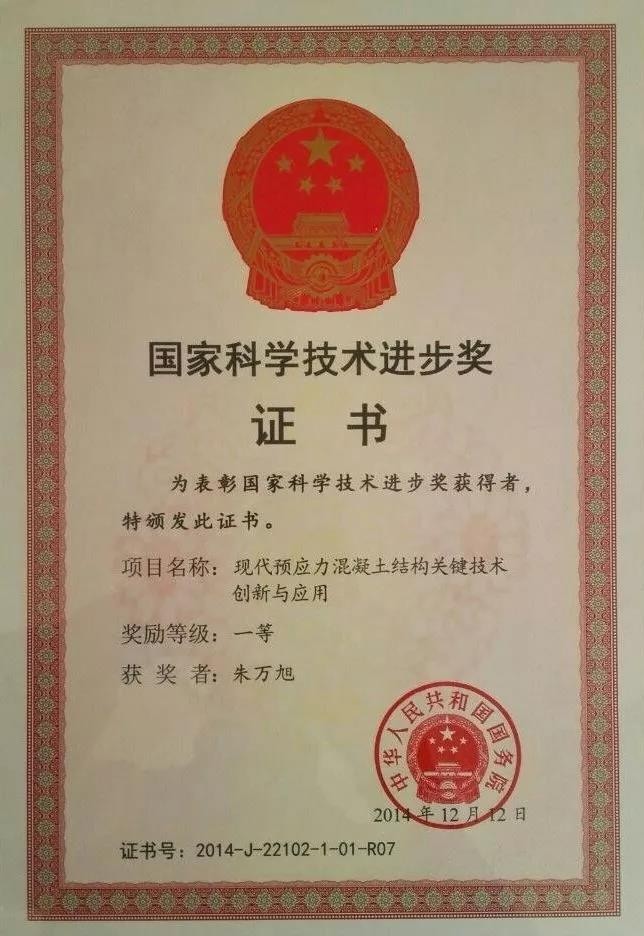 国家科学技术进步奖
证书
为表彰国家科学技术进步奖获得者，
特颁发此证书。
项目名称：现代预应力混凝土结构关键技术
创新与应用
奖励等级：一等
获奖者：朱万旭
中华人民共和国国务院
2014年12月12日
证书号：2014-J-22102-1-01-R07